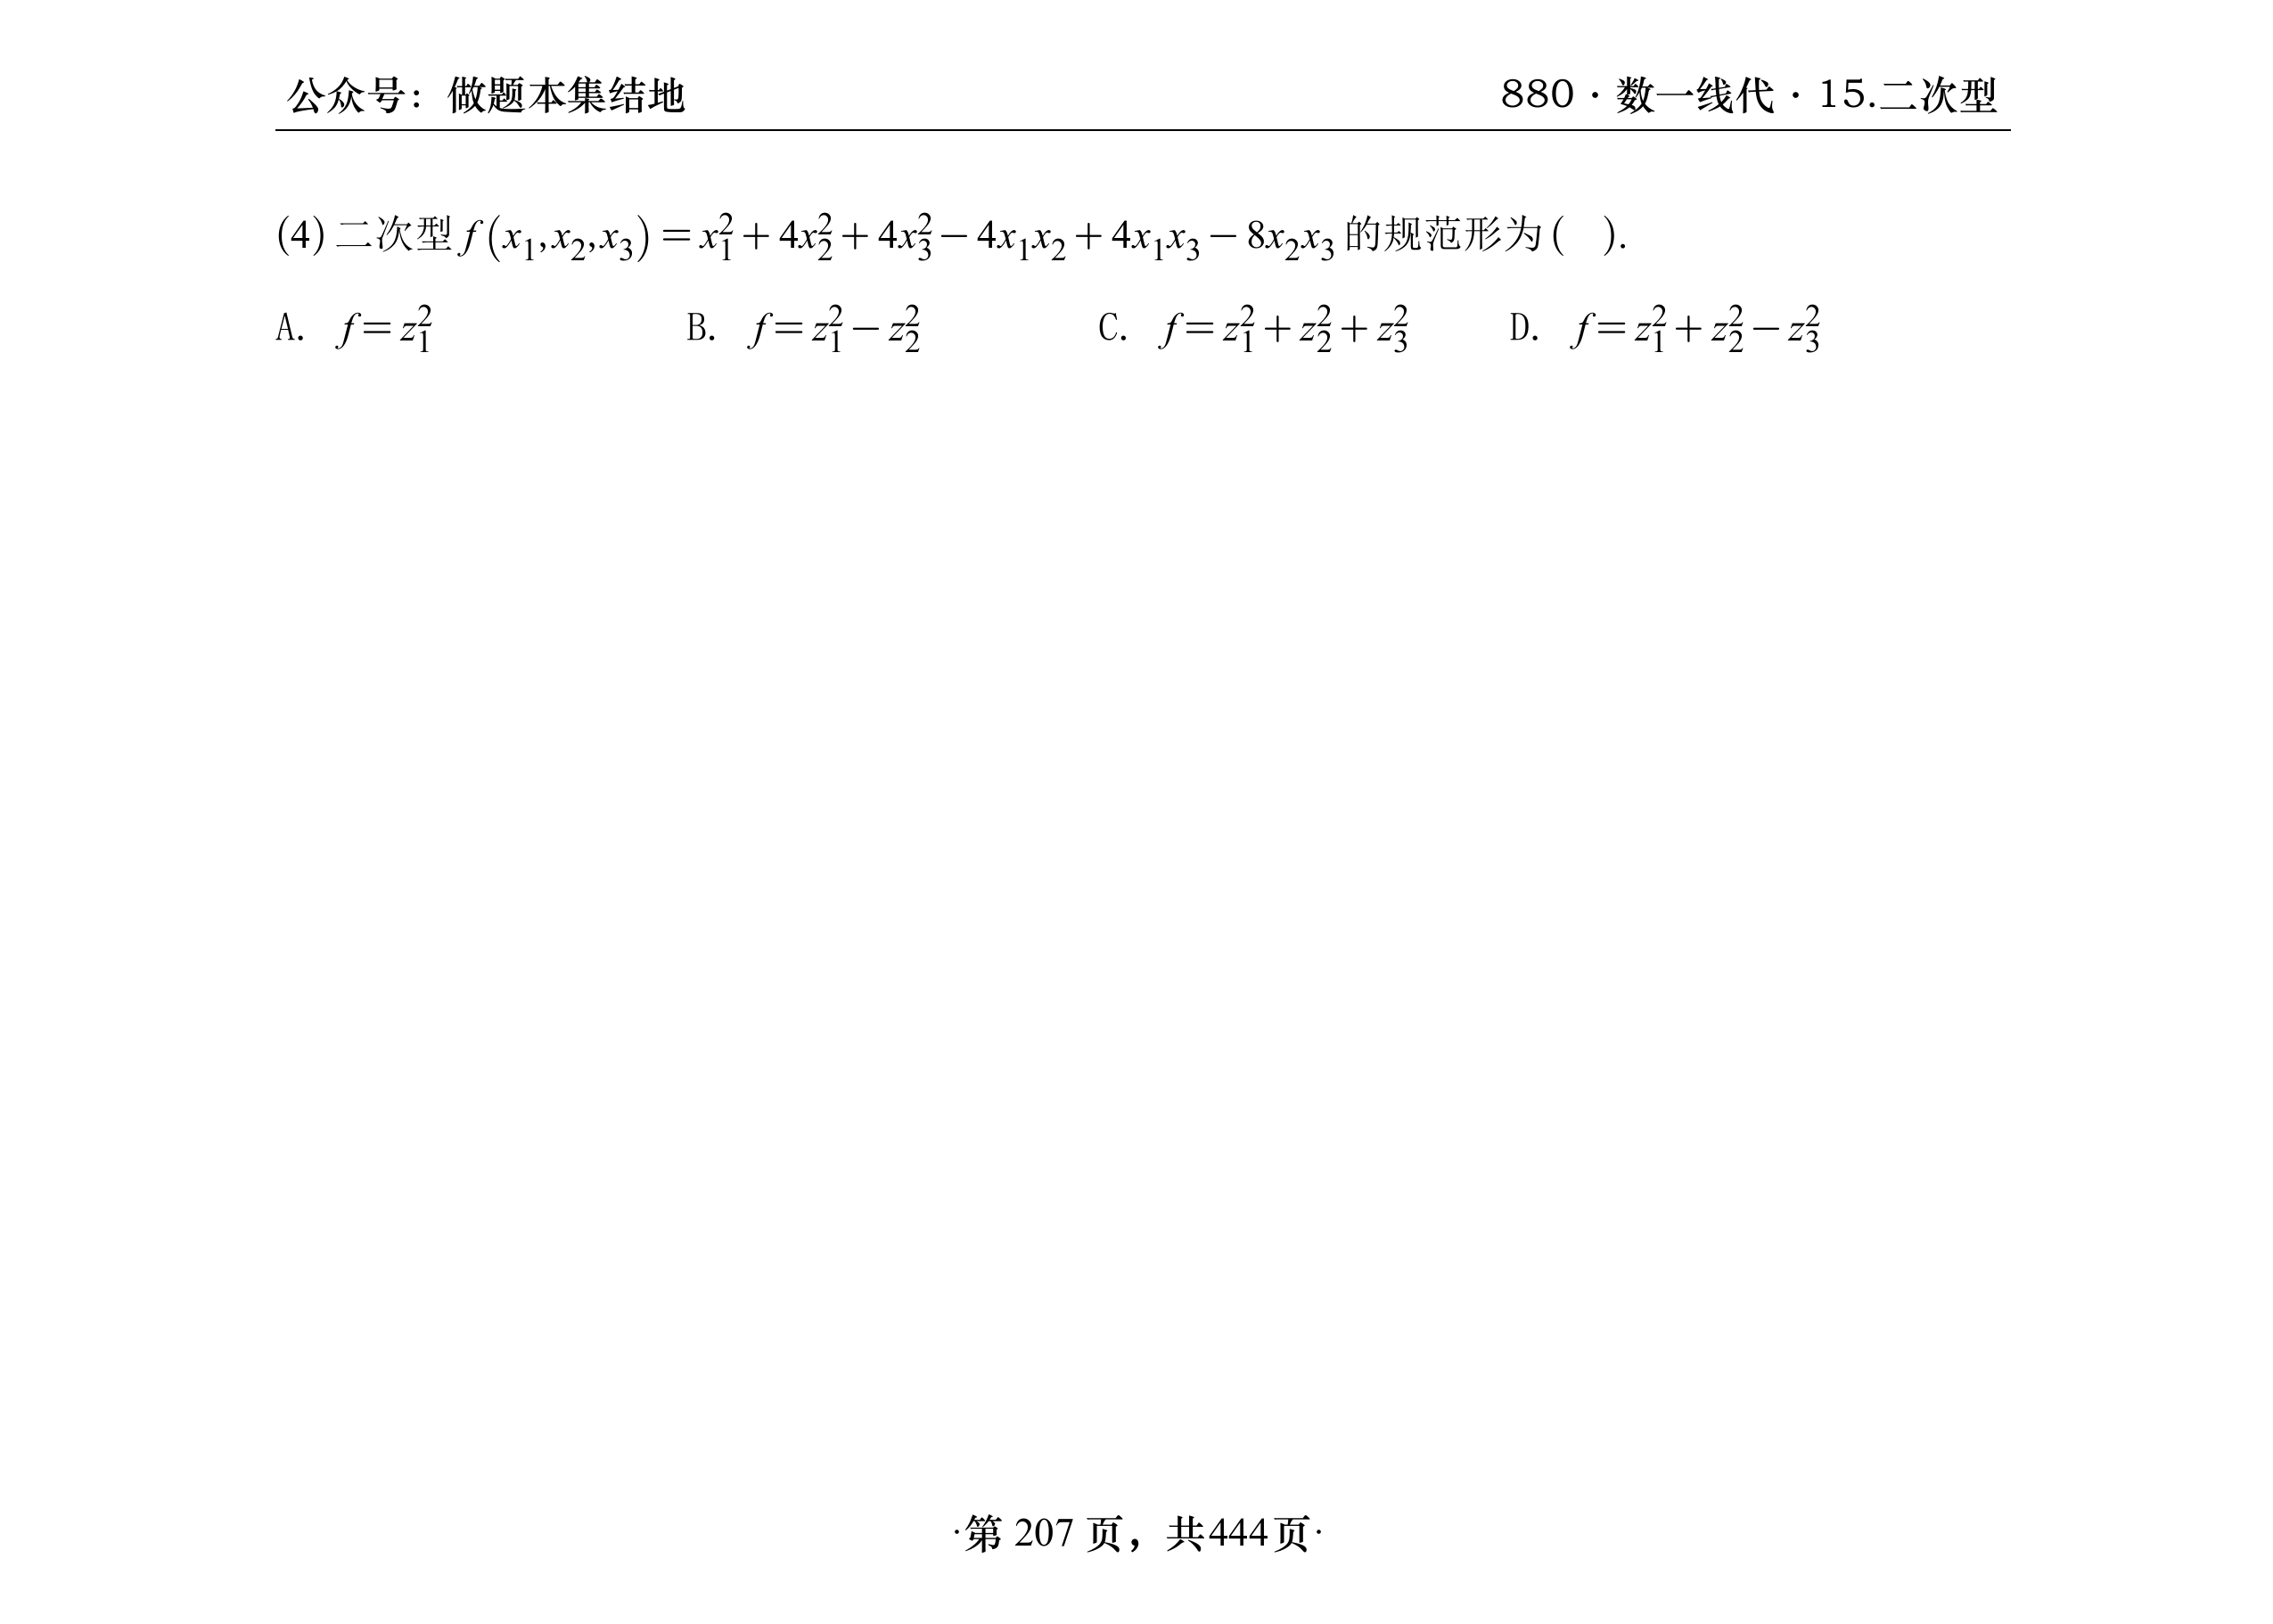 公众号：做题本集结地
880·数一线代·15.二次型
(4) 二次型 $f(x_1,x_2,x_3)=x_1^2+4x_2^2+4x_3^2-4x_1x_2+4x_1x_3-8x_2x_3$ 的规范形为( ).
A. $f=z_1^2$ B. $f=z_1^2-z_2^2$ C. $f=z_1^2+z_2^2+z_3^2$ D. $f=z_1^2+z_2^2-z_3^2$
·第 207 页，共444页·